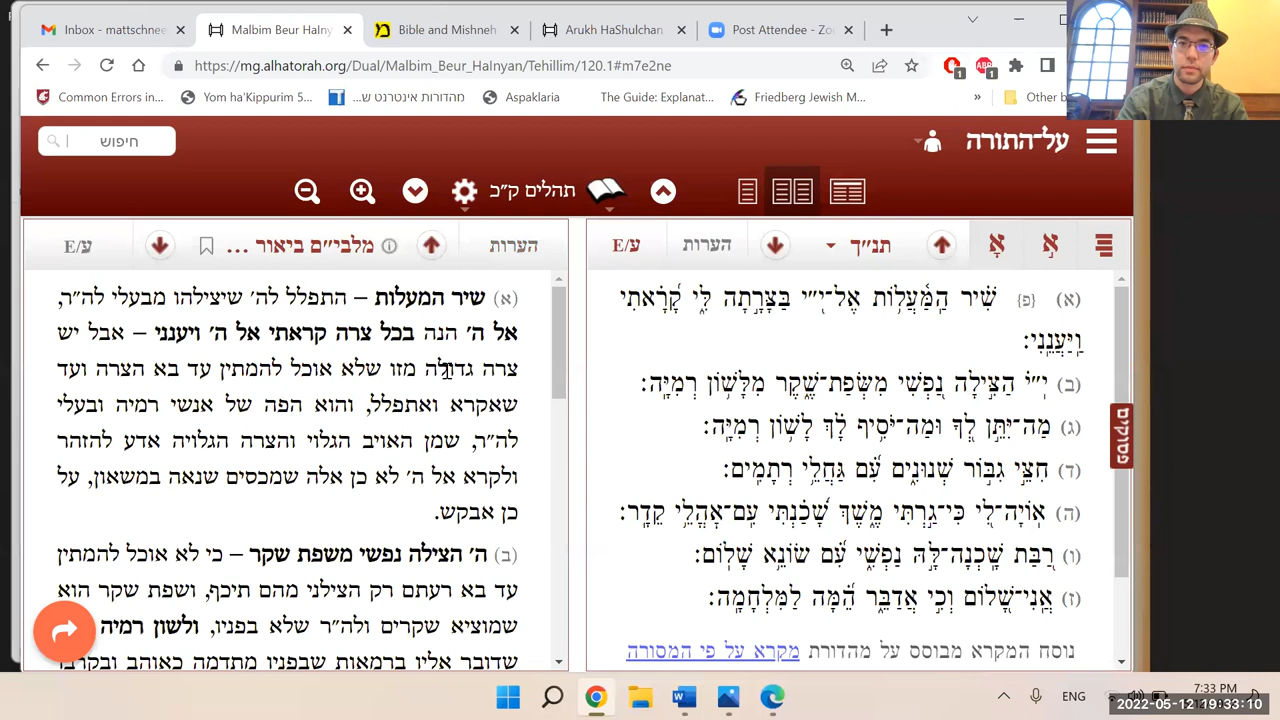 Inbox - mattschnee
Malbim Beur HaIny
Bible and
Arukh HaShulchan
Post Attendee - Zoo
https://mg.alhatorah.org/Dual/Malbim_Beur_HaInyan/Tehillim/120.1#m7e2ne
Common Errors in...
Yom ha'Kippurim 5...
מהדורות אינטרנט ש...
Aspaklaria
The Guide: Explanat...
Friedberg Jewish M...
»
Other b
חיפוש
על־התורה
תהלים ק״כ
א֑
אָ
תנ״ך
הערות
ע/E
הערות
מלבי״ם ביאור ...
ע/E
(א) {פ} שִׁ֗יר הַֽמַּ֫עֲל֥וֹת אֶל־יְ֭י״י בַּצָּרָ֣תָה לִּ֑י קָ֝רָ֗אתִי
וַֽיַּעֲנֵֽנִי׃
(ב) יְֽ״י֗ הַצִּ֣ילָה נַ֭פְשִׁי מִשְּׂפַת־שֶׁ֑קֶר מִלָּשׁ֥וֹן רְמִיָּֽה׃
(ג) מַה־יִּתֵּ֣ן לְ֭ךָ וּמַה־יֹּסִ֥יף לָ֗ךְ לָשׁ֥וֹן רְמִיָּֽה׃
(ד) חִצֵּ֣י גִבּ֣וֹר שְׁנוּנִ֑ים עִ֝֗ם גַּחֲלֵ֥י רְתָמִֽים׃
(ה) אֽוֹיָה־לִ֭י כִּי־גַ֣רְתִּי מֶ֑שֶׁךְ שָׁ֝כַ֗נְתִּי עִֽם־אׇהֳלֵ֥י קֵדָֽר׃
(ו) רַ֭בַּת שָֽׁכְנָה־לָּ֣הּ נַפְשִׁ֑י עִ֝֗ם שׂוֹנֵ֥א שָׁלֽוֹם׃
(ז) אֲֽנִי־שָׁ֭לוֹם וְכִ֣י אֲדַבֵּ֑ר הֵ֝֗מָּה לַמִּלְחָמָֽה׃
נוסח המקרא מבוסס על מהדורת מקרא על פי המסורה
פסוקים
(א) שיר המעלות – התפלל לה׳ שיצילהו מבעלי לה״ר,
אל ה׳ הנה בכל צרה קראתי אל ה׳ ויענני – אבל יש
צרה גדולה מזו שלא אוכל להמתין עד בא הצרה ועד
שאקרא ואתפלל, והוא הפה של אנשי רמיה ובעלי
לה״ר, שמן האויב הגלוי והצרה הגלויה אדע להזהר
ולקרא אל ה׳ לא כן אלה שמכסים שנאה במשאון, על
כן אבקש.
(ב) ה׳ הצילה נפשי משפת שקר – כי לא אוכל להמתין
עד בא רעתם רק הצילני מהם תיכף, ושפת שקר הוא
שמוציא שקרים ולה״ר שלא בפניו, ולשון רמיה
שדובר אליו ברמאות שבפניו מתדמה כאוהב ובקרבו
ENG
7:33 PM
2022-05-12 19:33:10